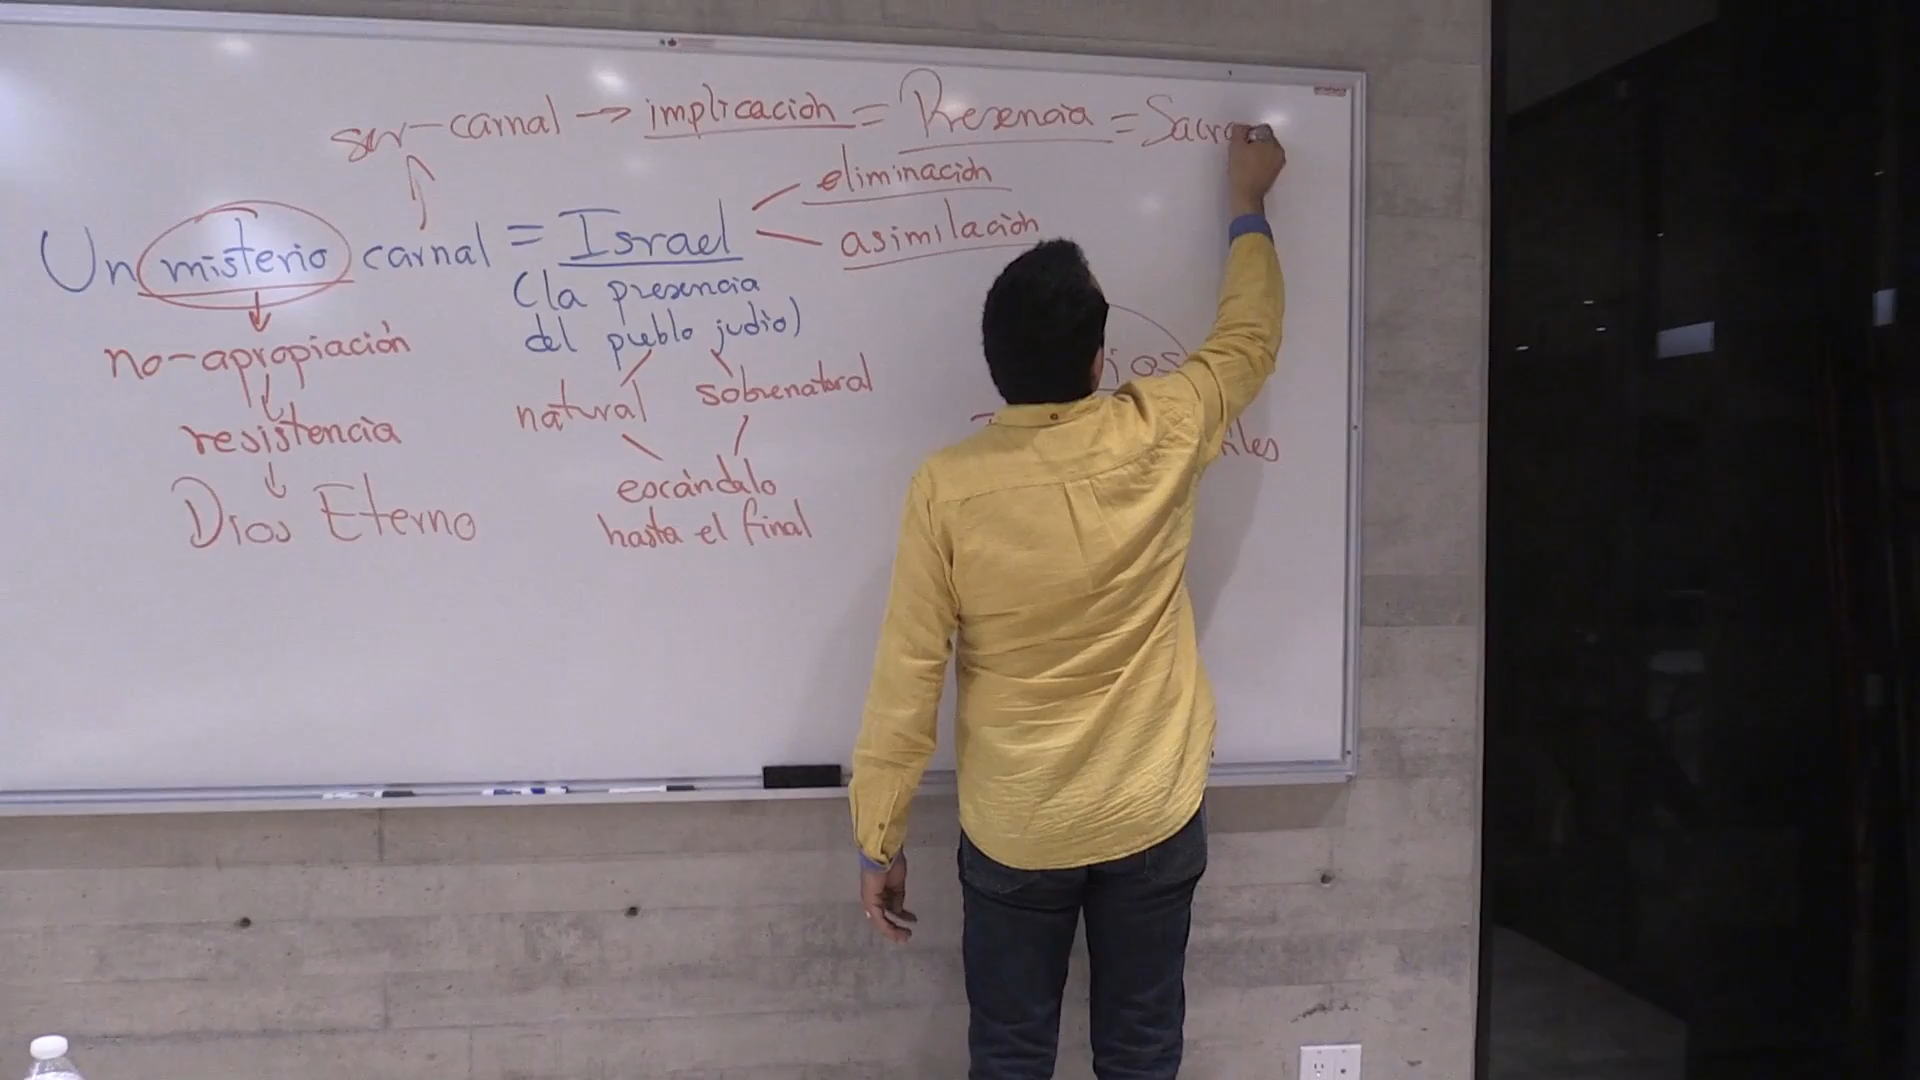 ser-carnal → implicación = Presencia = Sacra
eliminación
asimilación
Un misterio carnal = Israel
(la presencia
del pueblo judío)
no-apropiación
resistencia
Dios Eterno
natural sobrenatural
escándalo
hasta el final